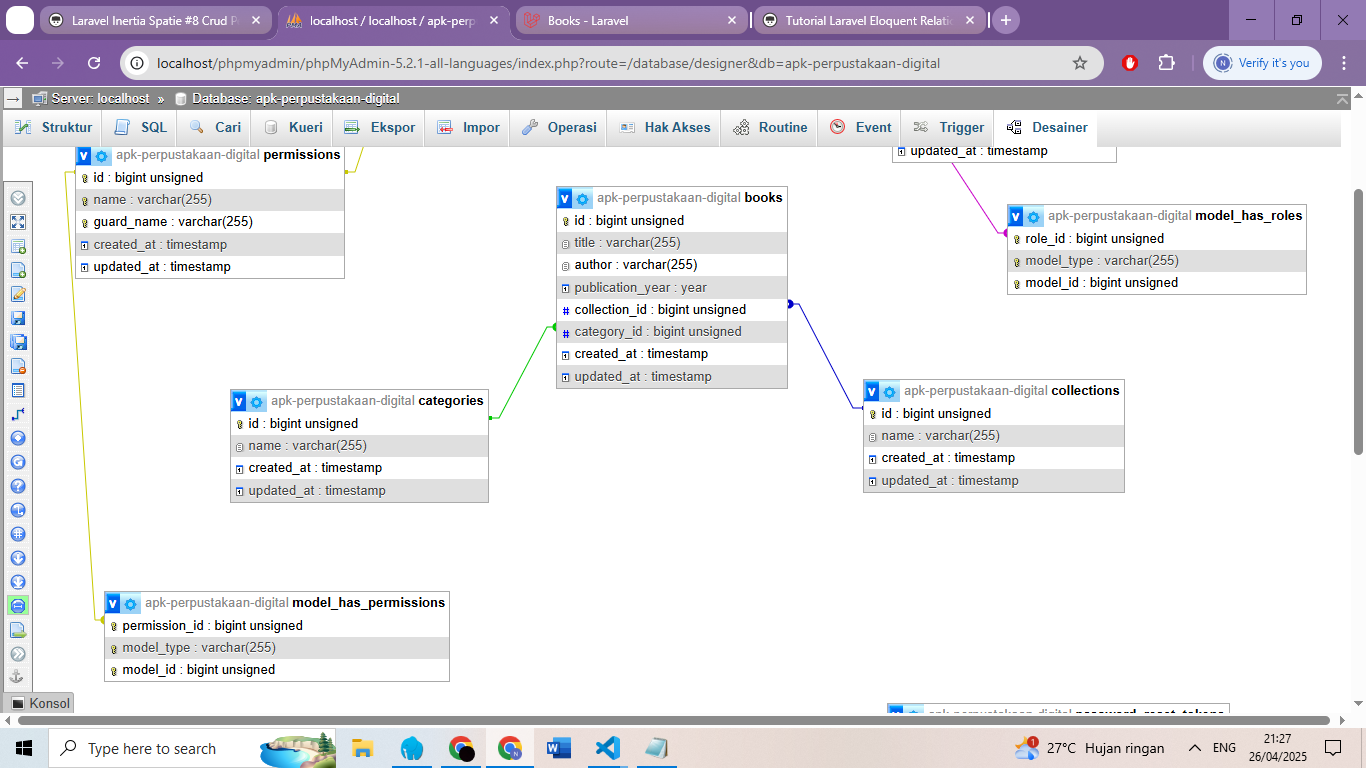 Laravel Inertia Spatie #8 Crud P
localhost / localhost / apk-perp
Books - Laravel
Tutorial Laravel Eloquent Relati
localhost/phpmyadmin/phpMyAdmin-5.2.1-all-languages/index.php?route=/database/designer&db=apk-perpustakaan-digital
N Verify it's you
Server: localhost » Database: apk-perpustakaan-digital
Struktur SQL Cari Kueri Ekspor Impor Operasi Hak Akses Routine Event Trigger Desainer
apk-perpustakaan-digital permissions
id : bigint unsigned
name : varchar(255)
guard_name : varchar(255)
created_at : timestamp
updated_at : timestamp
apk-perpustakaan-digital books
id : bigint unsigned
title : varchar(255)
author : varchar(255)
publication_year : year
collection_id : bigint unsigned
category_id : bigint unsigned
created_at : timestamp
updated_at : timestamp
updated_at : timestamp
apk-perpustakaan-digital model_has_roles
role_id : bigint unsigned
model_type : varchar(255)
model_id : bigint unsigned
apk-perpustakaan-digital categories
id : bigint unsigned
name : varchar(255)
created_at : timestamp
updated_at : timestamp
apk-perpustakaan-digital collections
id : bigint unsigned
name : varchar(255)
created_at : timestamp
updated_at : timestamp
apk-perpustakaan-digital model_has_permissions
permission_id : bigint unsigned
model_type : varchar(255)
model_id : bigint unsigned
apk-perpustakaan-digital password_reset_tokens
Konsol
Type here to search
27°C Hujan ringan
ENG
21:27
26/04/2025